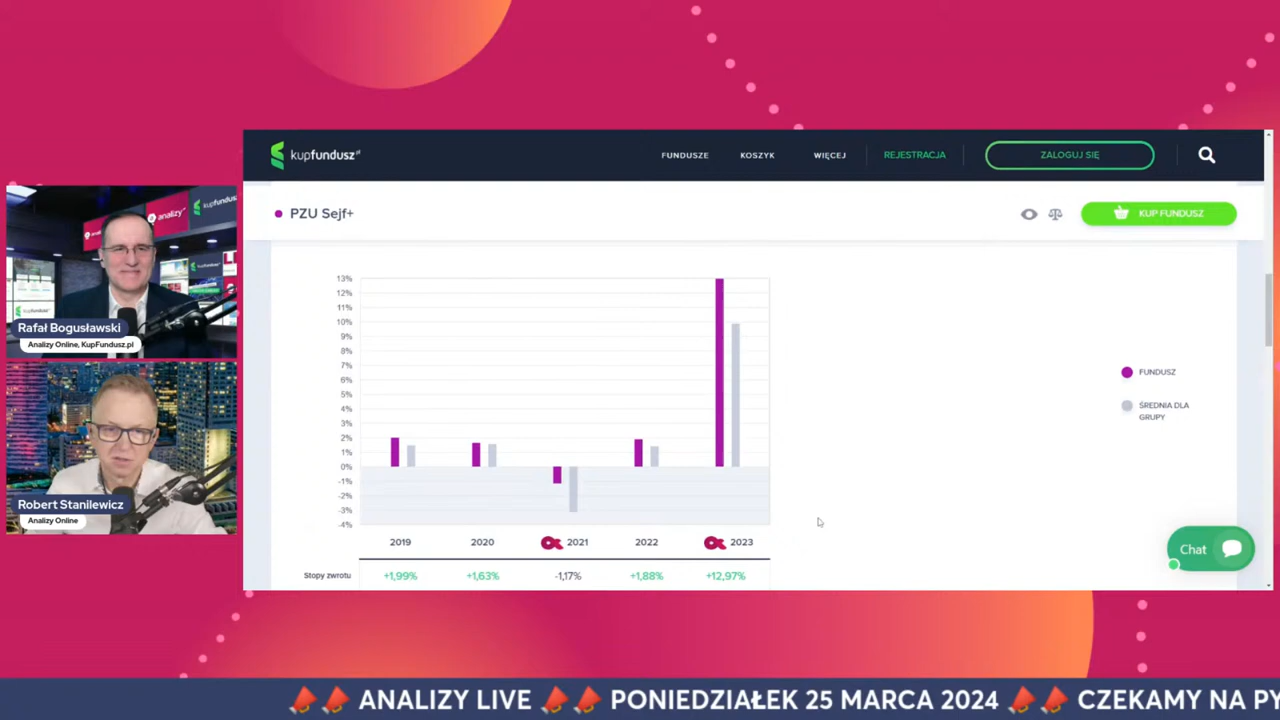 kupfundusz.pl
FUNDUSZE
KOSZYK
WIĘCEJ
REJESTRACJA
ZALOGUJ SIĘ
PZU Sejf+
KUP FUNDUSZ
13%
12%
11%
10%
9%
8%
7%
6%
5%
4%
3%
2%
1%
0%
-1%
-2%
-3%
-4%
2019
2020
2021
2022
2023
Stopy zwrotu
+1,99%
+1,63%
-1,17%
+1,88%
+12,97%
FUNDUSZ
ŚREDNIA DLA
GRUPY
Chat
analizy
kupfundusz
Rafał Bogusławski
Analizy Online, KupFundusz.pl
Robert Stanilewicz
Analizy Online
ANALIZY LIVE PONIEDZIAŁEK 25 MARCA 2024 CZEKAMY NA PY